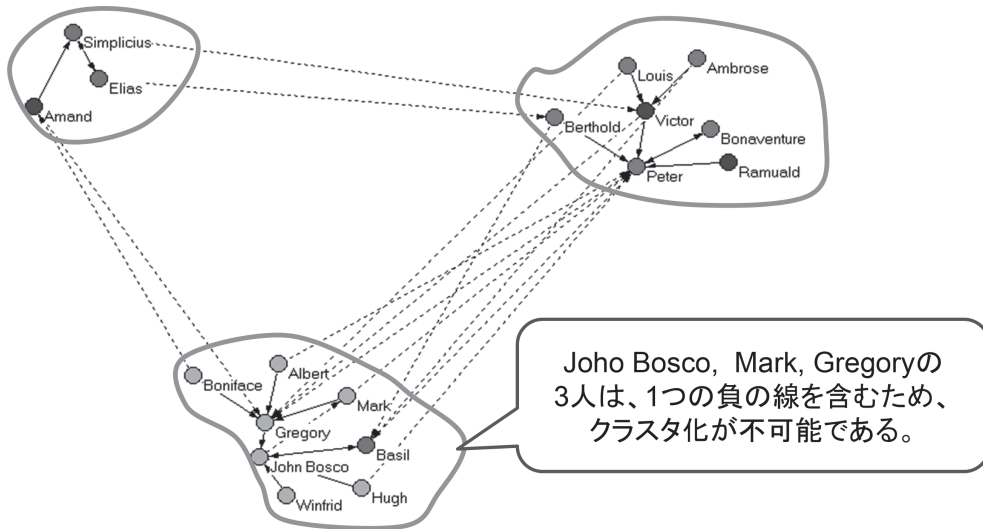 Simplicius
Elias
Amand
Louis
Ambrose
Berthold
Victor
Bonaventure
Peter
Ramuald
Boniface
Albert
Mark
Gregory
Basil
John Bosco
Hugh
Winfrid
Joho Bosco, Mark, Gregoryの
3人は、1つの負の線を含むため、
クラスタ化が不可能である。